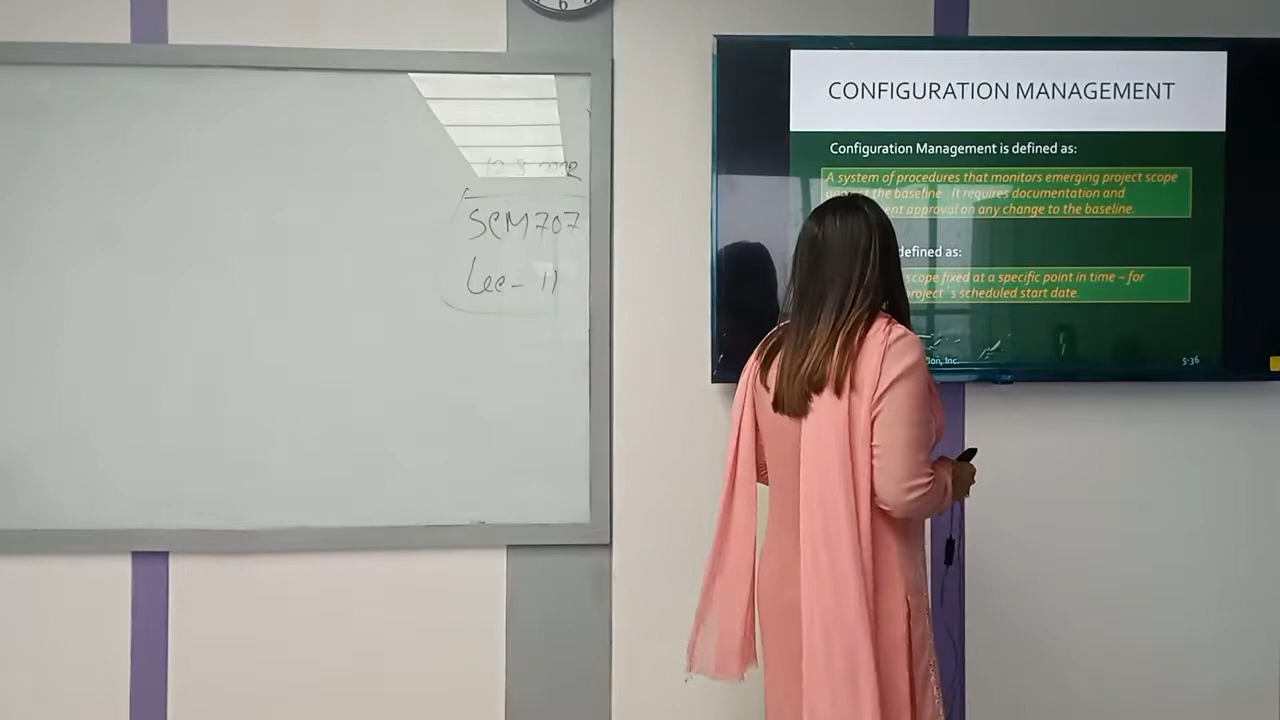 SCM707
Lec - 11
CONFIGURATION MANAGEMENT
Configuration Management is defined as:
A system of procedures that monitors emerging project scope
the baseline. It requires documentation and
approval on any change to the baseline.
defined as:
scope fixed at a specific point in time – for
project's scheduled start date.
Inc.
5-36